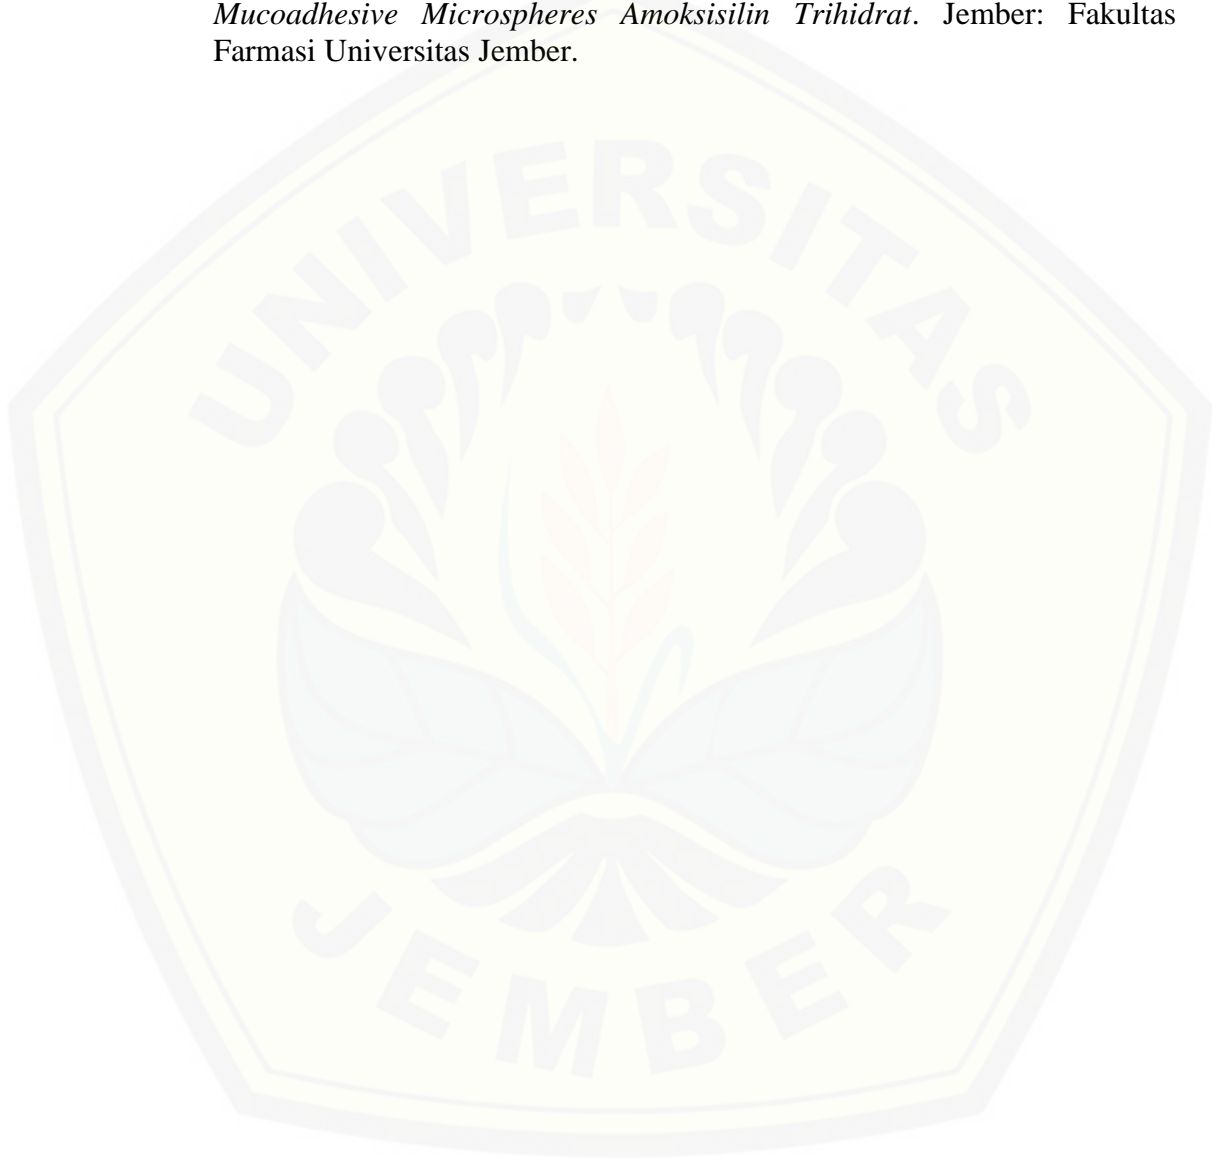 Mucoadhesive Microspheres Amoksisilin Trihidrat. Jember: Fakultas
Farmasi Universitas Jember.
UNIVERSITAS
JEMBER